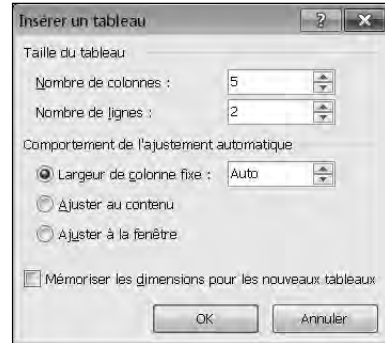 Insérer un tableau
Taille du tableau
Nombre de colonnes : 5
Nombre de lignes : 2
Comportement de l'ajustement automatique
Largeur de colonne fixe : Auto
Ajuster au contenu
Ajuster à la fenêtre
Mémoriser les dimensions pour les nouveaux tableaux
OK Annuler